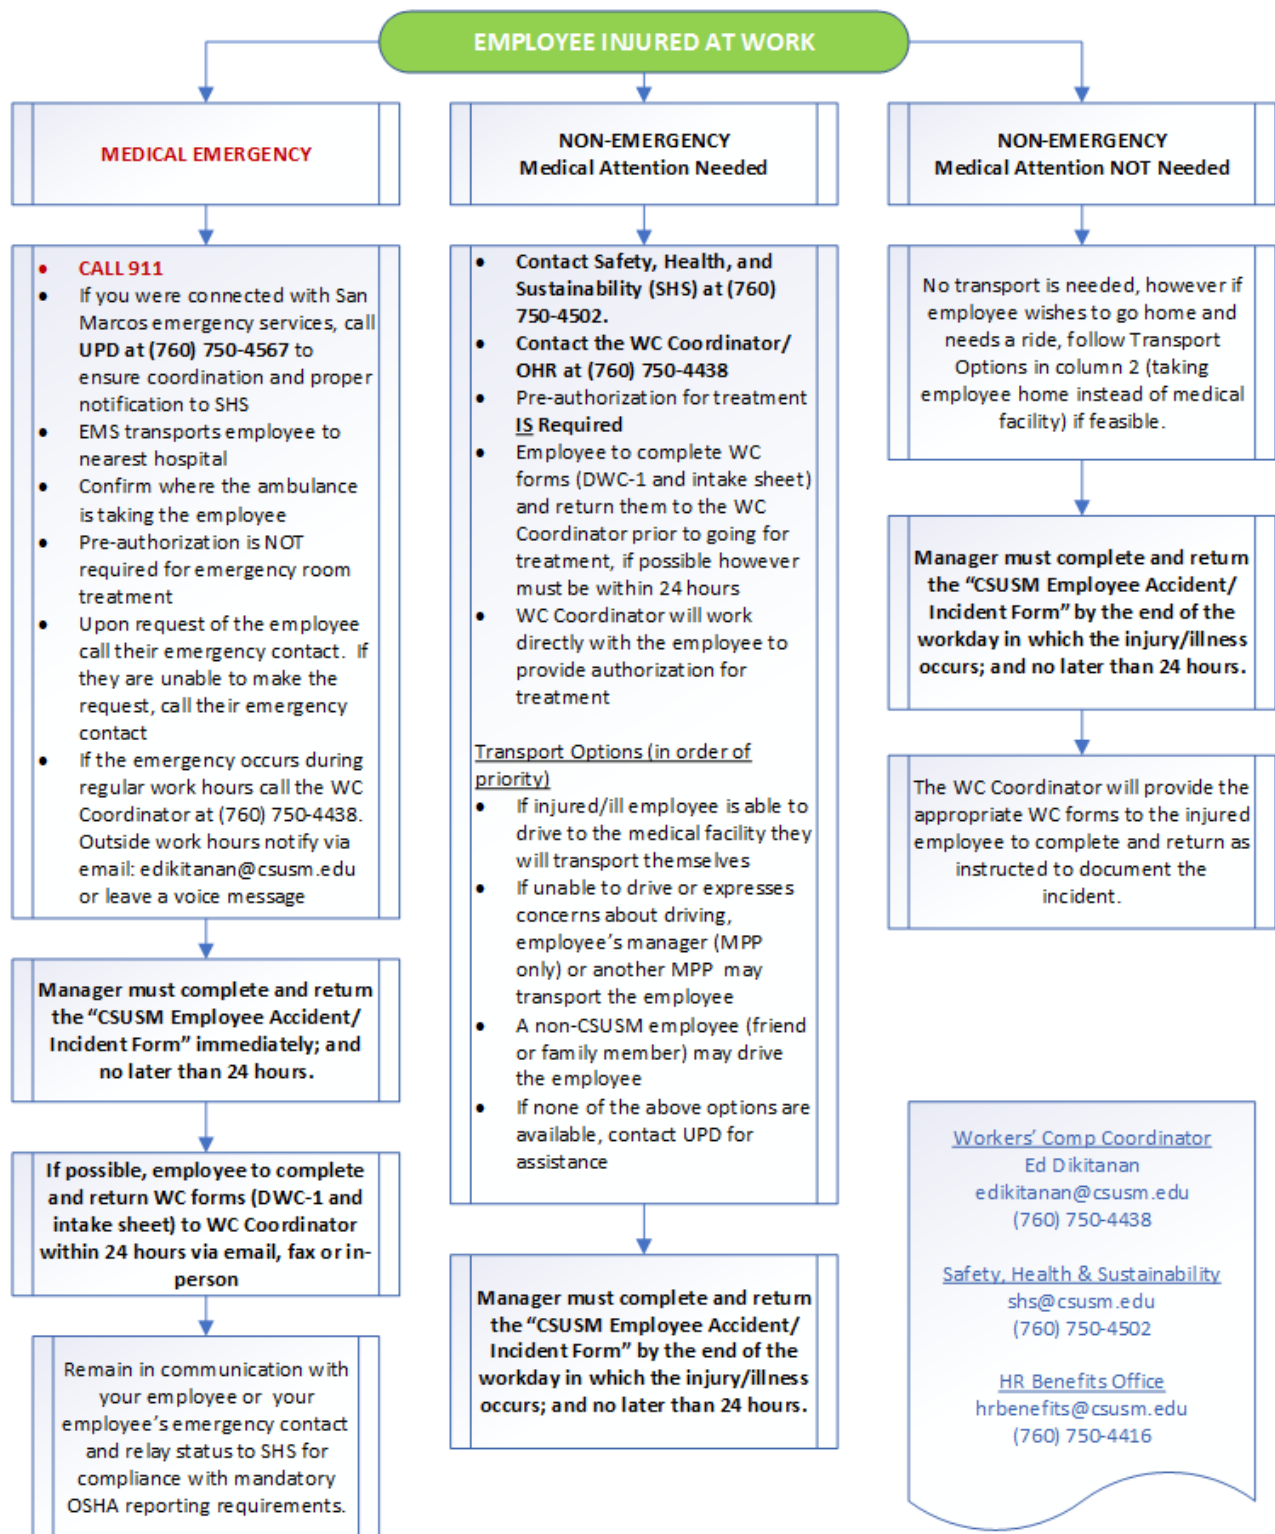 EMPLOYEE INJURED AT WORK
MEDICAL EMERGENCY
• CALL 911
• If you were connected with San
Marcos emergency services, call
UPD at (760) 750-4567 to
ensure coordination and proper
notification to SHS
• EMS transports employee to
nearest hospital
• Confirm where the ambulance
is taking the employee
• Pre-authorization is NOT
required for emergency room
treatment
• Upon request of the employee
call their emergency contact. If
they are unable to make the
request, call their emergency
contact
• If the emergency occurs during
regular work hours call the WC
Coordinator at (760) 750-4438.
Outside work hours notify via
email: edikitanan@csusm.edu
or leave a voice message
Manager must complete and return
the “CSUSM Employee Accident/
Incident Form” immediately; and
no later than 24 hours.
If possible, employee to complete
and return WC forms (DWC-1 and
intake sheet) to WC Coordinator
within 24 hours via email, fax or in-
person
Remain in communication with
your employee or your
employee’s emergency contact
and relay status to SHS for
compliance with mandatory
OSHA reporting requirements.
NON-EMERGENCY
Medical Attention Needed
• Contact Safety, Health, and
Sustainability (SHS) at (760)
750-4502.
• Contact the WC Coordinator/
OHR at (760) 750-4438
• Pre-authorization for treatment
IS Required
• Employee to complete WC
forms (DWC-1 and intake sheet)
and return them to the WC
Coordinator prior to going for
treatment, if possible however
must be within 24 hours
• WC Coordinator will work
directly with the employee to
provide authorization for
treatment
Transport Options (in order of
priority)
• If injured/ill employee is able to
drive to the medical facility they
will transport themselves
• If unable to drive or expresses
concerns about driving,
employee’s manager (MPP
only) or another MPP may
transport the employee
• A non-CSUSM employee (friend
or family member) may drive
the employee
• If none of the above options are
available, contact UPD for
assistance
Manager must complete and return
the “CSUSM Employee Accident/
Incident Form” by the end of the
workday in which the injury/illness
occurs; and no later than 24 hours.
NON-EMERGENCY
Medical Attention NOT Needed
No transport is needed, however if
employee wishes to go home and
needs a ride, follow Transport
Options in column 2 (taking
employee home instead of medical
facility) if feasible.
Manager must complete and return
the “CSUSM Employee Accident/
Incident Form” by the end of the
workday in which the injury/illness
occurs; and no later than 24 hours.
The WC Coordinator will provide the
appropriate WC forms to the injured
employee to complete and return as
instructed to document the
incident.
Workers’ Comp Coordinator
Ed Dikitanan
edikitanan@csusm.edu
(760) 750-4438
Safety, Health & Sustainability
shs@csusm.edu
(760) 750-4502
HR Benefits Office
hrbenefits@csusm.edu
(760) 750-4416